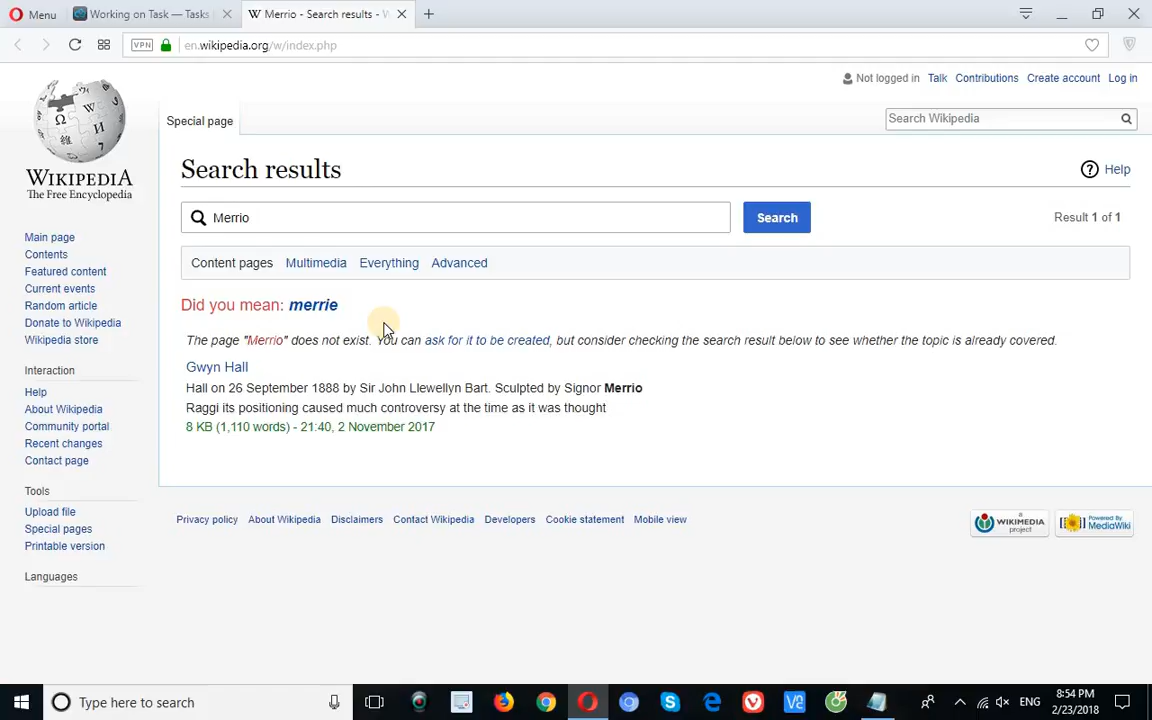 Menu
Working on Task — Tasks
Merrio - Search results - W
VPN
en.wikipedia.org/w/index.php
Not logged in Talk Contributions Create account Log in
Special page
Search Wikipedia
WIKIPEDIA
The Free Encyclopedia
Search results
Help
Merrio
Search
Result 1 of 1
Content pages Multimedia Everything Advanced
Did you mean: merrie
The page "Merrio" does not exist. You can ask for it to be created, but consider checking the search result below to see whether the topic is already covered.
Gwyn Hall
Hall on 26 September 1888 by Sir John Llewellyn Bart. Sculpted by Signor Merrio
Raggi its positioning caused much controversy at the time as it was thought
8 KB (1,110 words) - 21:40, 2 November 2017
Main page
Contents
Featured content
Current events
Random article
Donate to Wikipedia
Wikipedia store
Interaction
Help
About Wikipedia
Community portal
Recent changes
Contact page
Tools
Upload file
Special pages
Printable version
Languages
Privacy policy About Wikipedia Disclaimers Contact Wikipedia Developers Cookie statement Mobile view
A
WIKIMEDIA
project
Powered By
MediaWiki
Type here to search
ENG
8:54 PM
2/23/2018